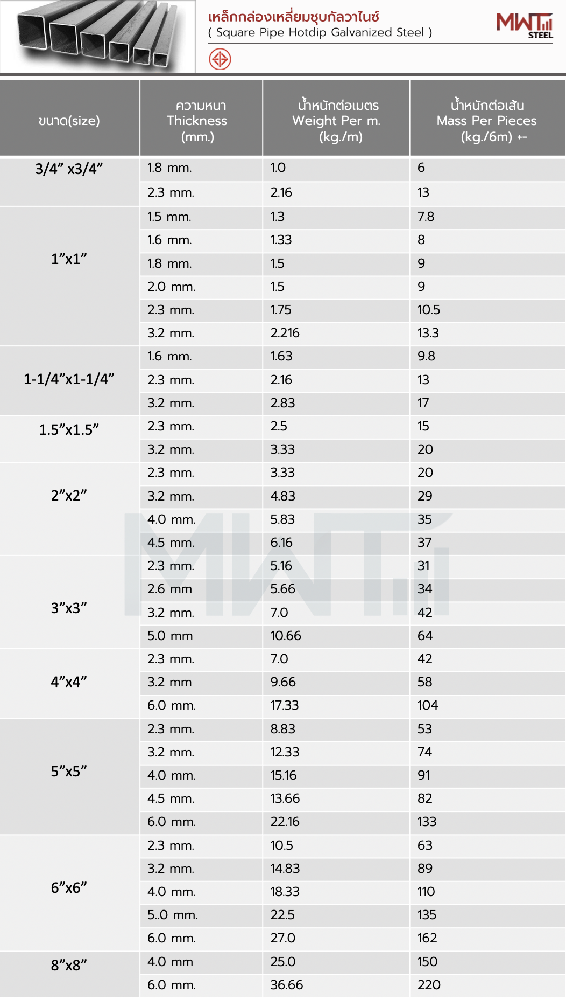 เหล็กกล่องเหลี่ยมชุบกัลวาไนซ์
( Square Pipe Hotdip Galvanized Steel )
MWT
STEEL
ขนาด(size)
ความหนา
Thickness
(mm.)
น้ำหนักต่อเมตร
Weight Per m.
(kg./m)
น้ำหนักต่อเส้น
Mass Per Pieces
(kg./6m) +-
3/4” x3/4”
1.8 mm. 1.0 6
2.3 mm. 2.16 13
1”x1”
1.5 mm. 1.3 7.8
1.6 mm. 1.33 8
1.8 mm. 1.5 9
2.0 mm. 1.5 9
2.3 mm. 1.75 10.5
3.2 mm. 2.216 13.3
1-1/4”x1-1/4”
1.6 mm. 1.63 9.8
2.3 mm. 2.16 13
3.2 mm. 2.83 17
1.5”x1.5”
2.3 mm. 2.5 15
3.2 mm. 3.33 20
2”x2”
2.3 mm. 3.33 20
3.2 mm. 4.83 29
4.0 mm. 5.83 35
4.5 mm. 6.16 37
3”x3”
2.3 mm. 5.16 31
2.6 mm 5.66 34
3.2 mm. 7.0 42
5.0 mm 10.66 64
4”x4”
2.3 mm. 7.0 42
3.2 mm 9.66 58
6.0 mm. 17.33 104
5”x5”
2.3 mm. 8.83 53
3.2 mm. 12.33 74
4.0 mm. 15.16 91
4.5 mm. 13.66 82
6.0 mm. 22.16 133
6”x6”
2.3 mm. 10.5 63
3.2 mm. 14.83 89
4.0 mm. 18.33 110
5..0 mm. 22.5 135
6.0 mm. 27.0 162
8”x8”
4.0 mm 25.0 150
6.0 mm. 36.66 220
MWT